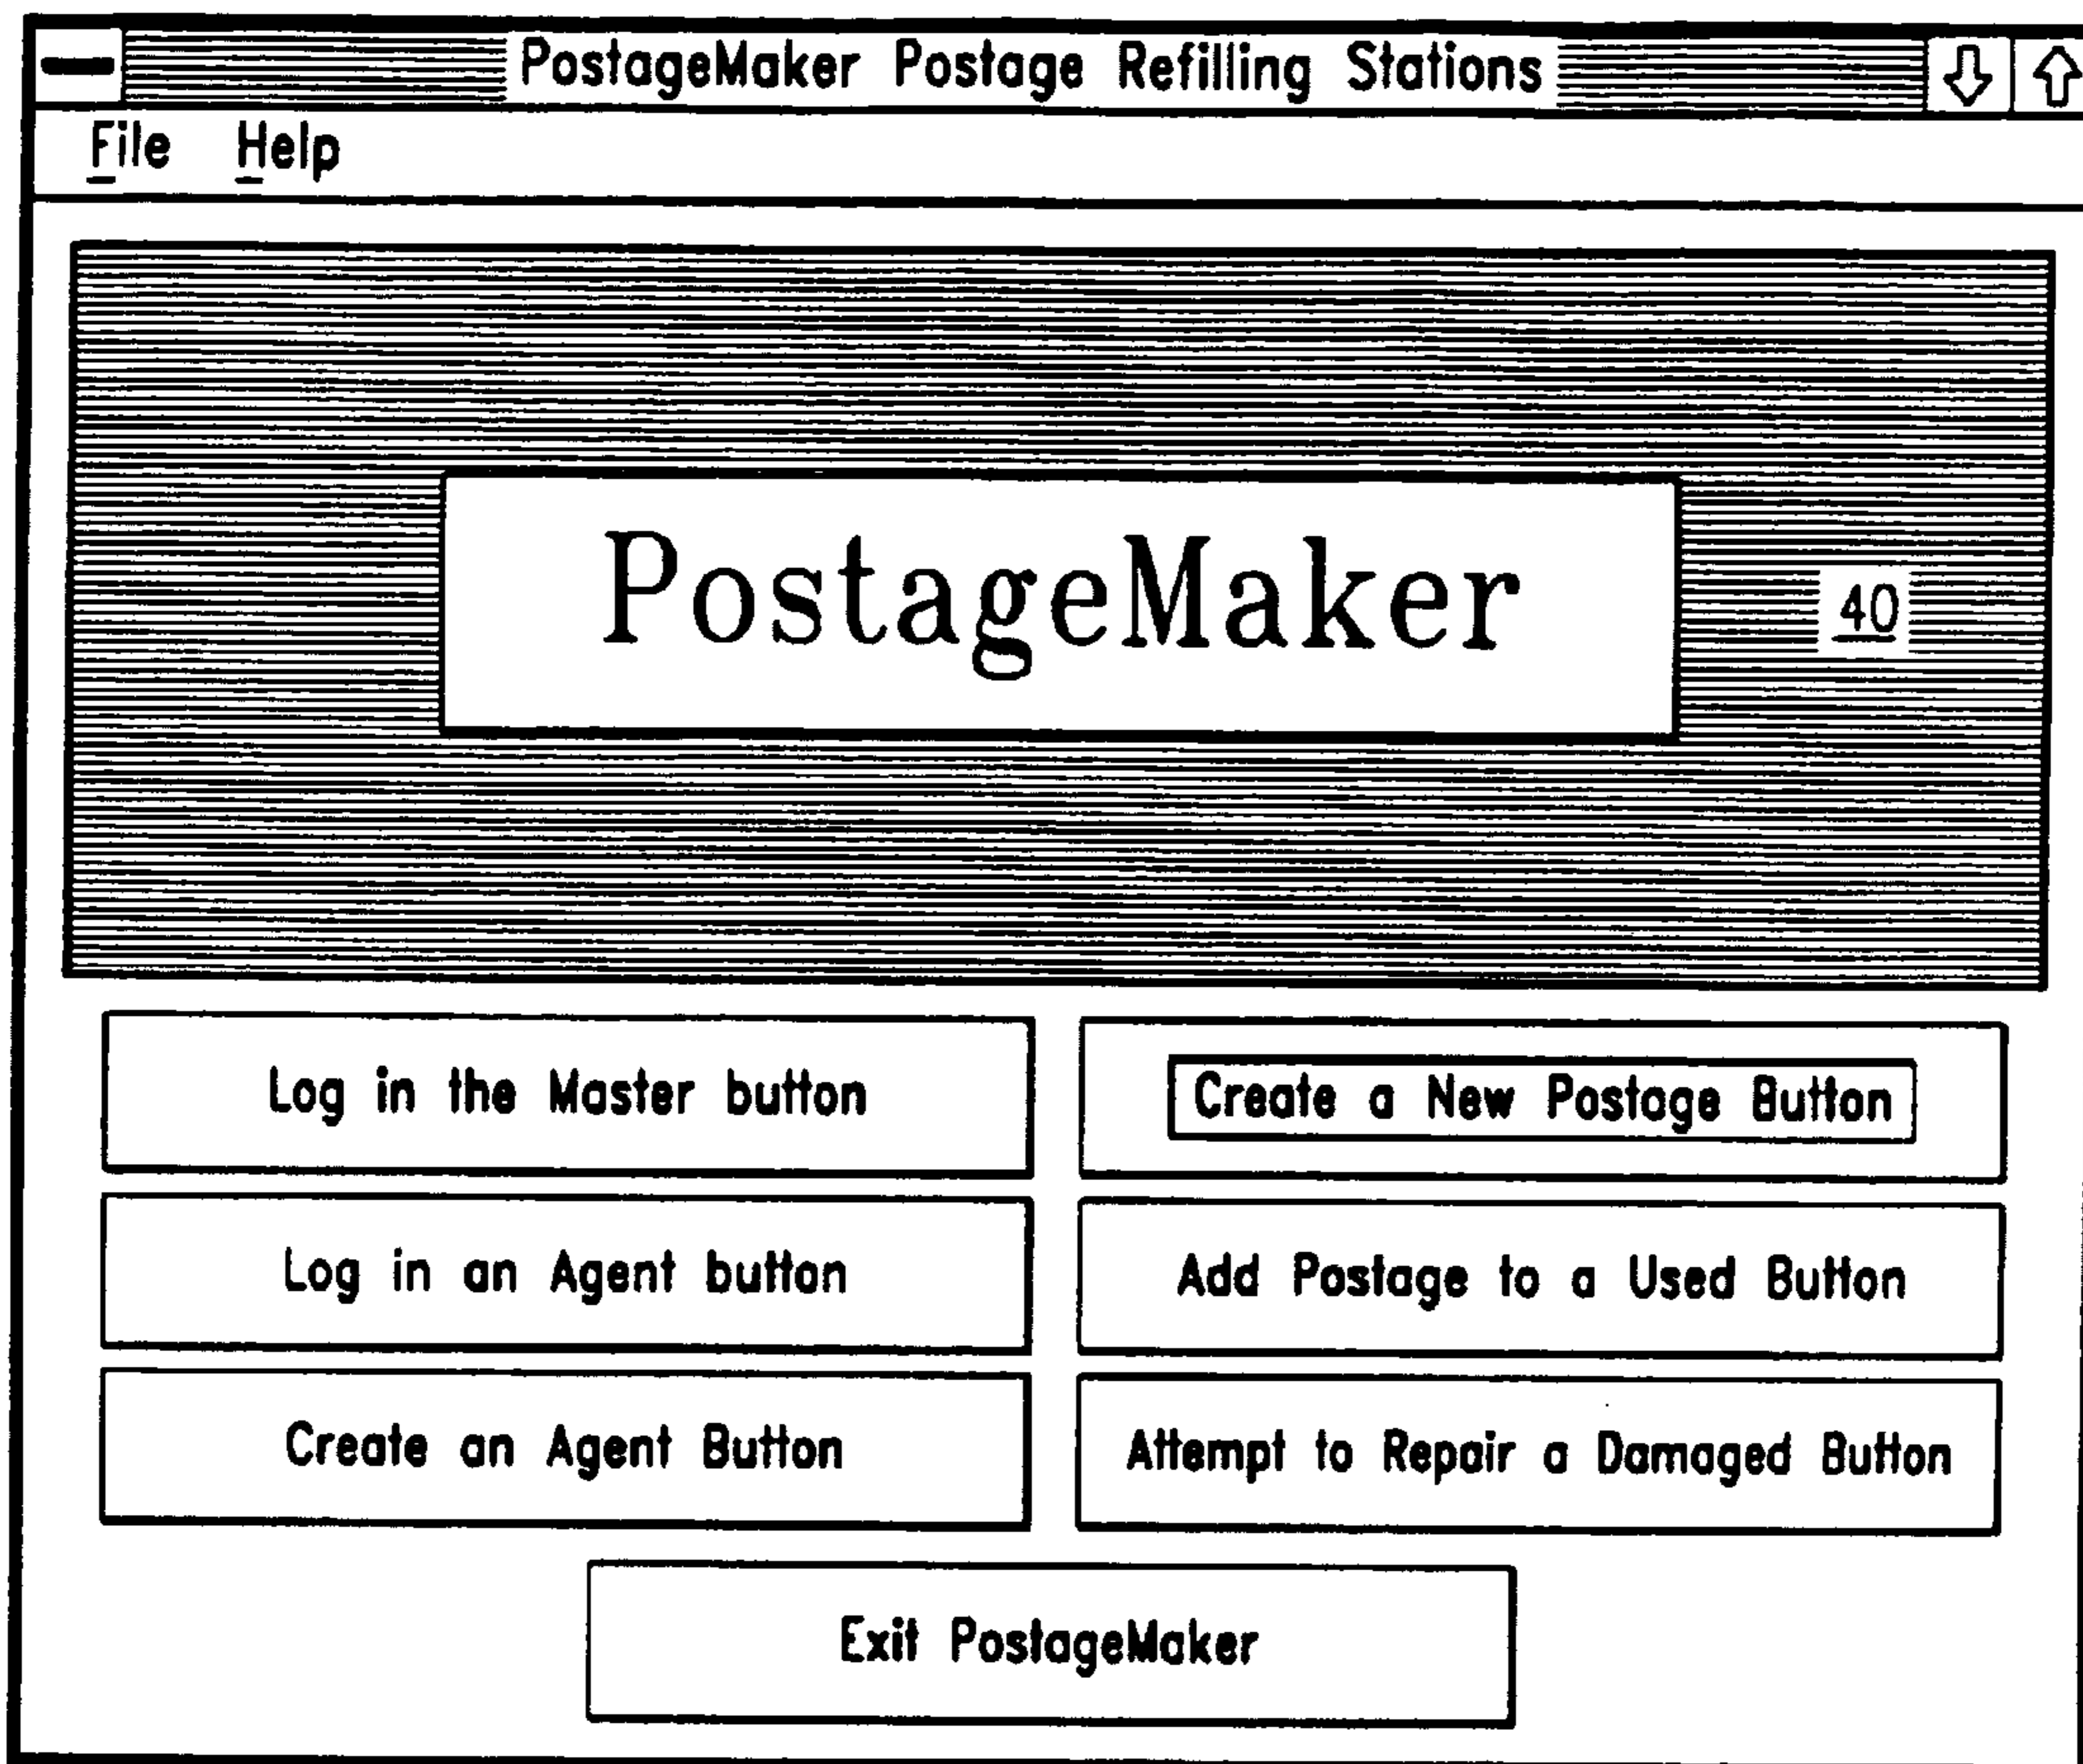 PostageMaker Postage Refilling Stations
File Help
PostageMaker
40
Log in the Master button
Create a New Postage Button
Log in an Agent button
Add Postage to a Used Button
Create an Agent Button
Attempt to Repair a Damaged Button
Exit PostageMaker